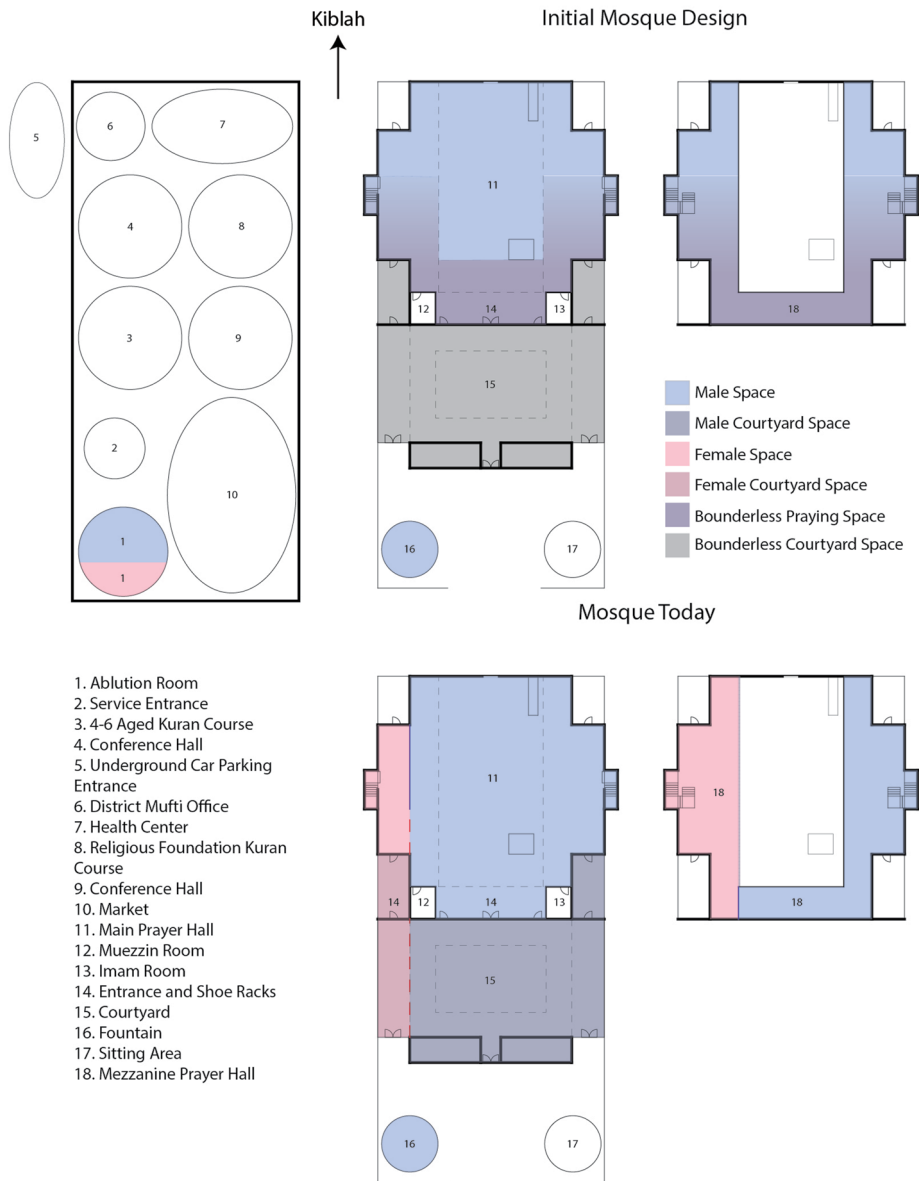 Kiblah
Initial Mosque Design
5
6
7
4
8
3
9
2
10
1
1
11
12
14
13
15
16
17
18
Male Space
Male Courtyard Space
Female Space
Female Courtyard Space
Bounderless Praying Space
Bounderless Courtyard Space
Mosque Today
1. Ablution Room
2. Service Entrance
3. 4-6 Aged Kuran Course
4. Conference Hall
5. Underground Car Parking
Entrance
6. District Mufti Office
7. Health Center
8. Religious Foundation Kuran
Course
9. Conference Hall
10. Market
11. Main Prayer Hall
12. Muezzin Room
13. Imam Room
14. Entrance and Shoe Racks
15. Courtyard
16. Fountain
17. Sitting Area
18. Mezzanine Prayer Hall
11
14
12
14
13
15
16
17
18
18